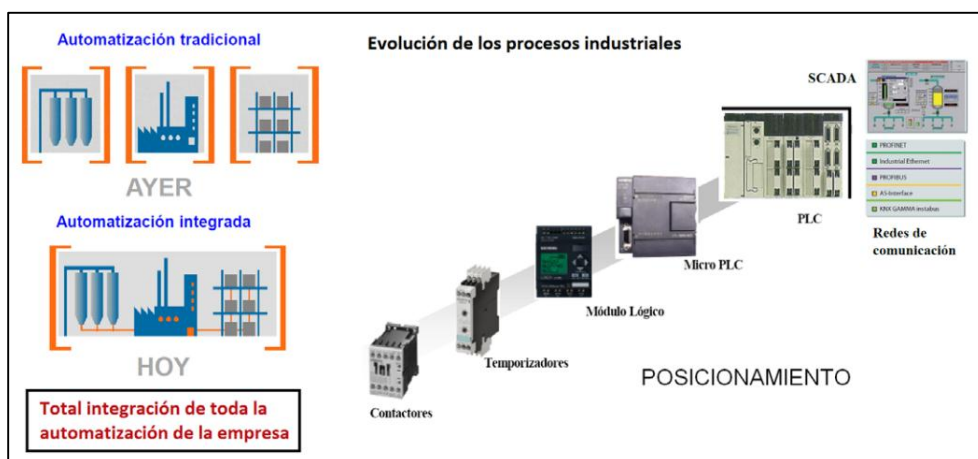 Automatización tradicional
AYER
Automatización integrada
HOY
Total integración de toda la
automatización de la empresa
Evolución de los procesos industriales
SCADA
PROFINET
Industrial Ethernet
PROFIBUS
AS-Interface
KNX GAMMA instabus
Redes de
comunicación
PLC
Micro PLC
Módulo Lógico
Temporizadores
Contactores
POSICIONAMIENTO